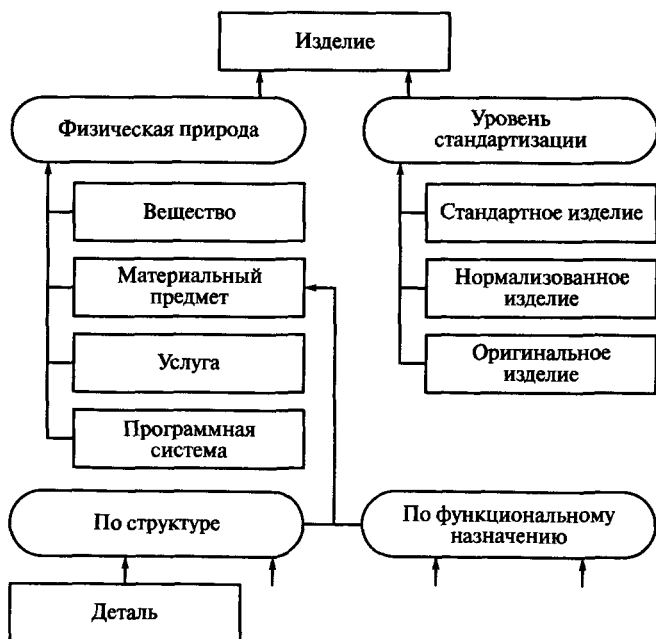 Изделие
Физическая природа
Уровень
стандартизации
Вещество
Стандартное изделие
Материальный
предмет
Нормализованное
изделие
Услуга
Оригинальное
изделие
Программная
система
По структуре
По функциональному
назначению
Деталь